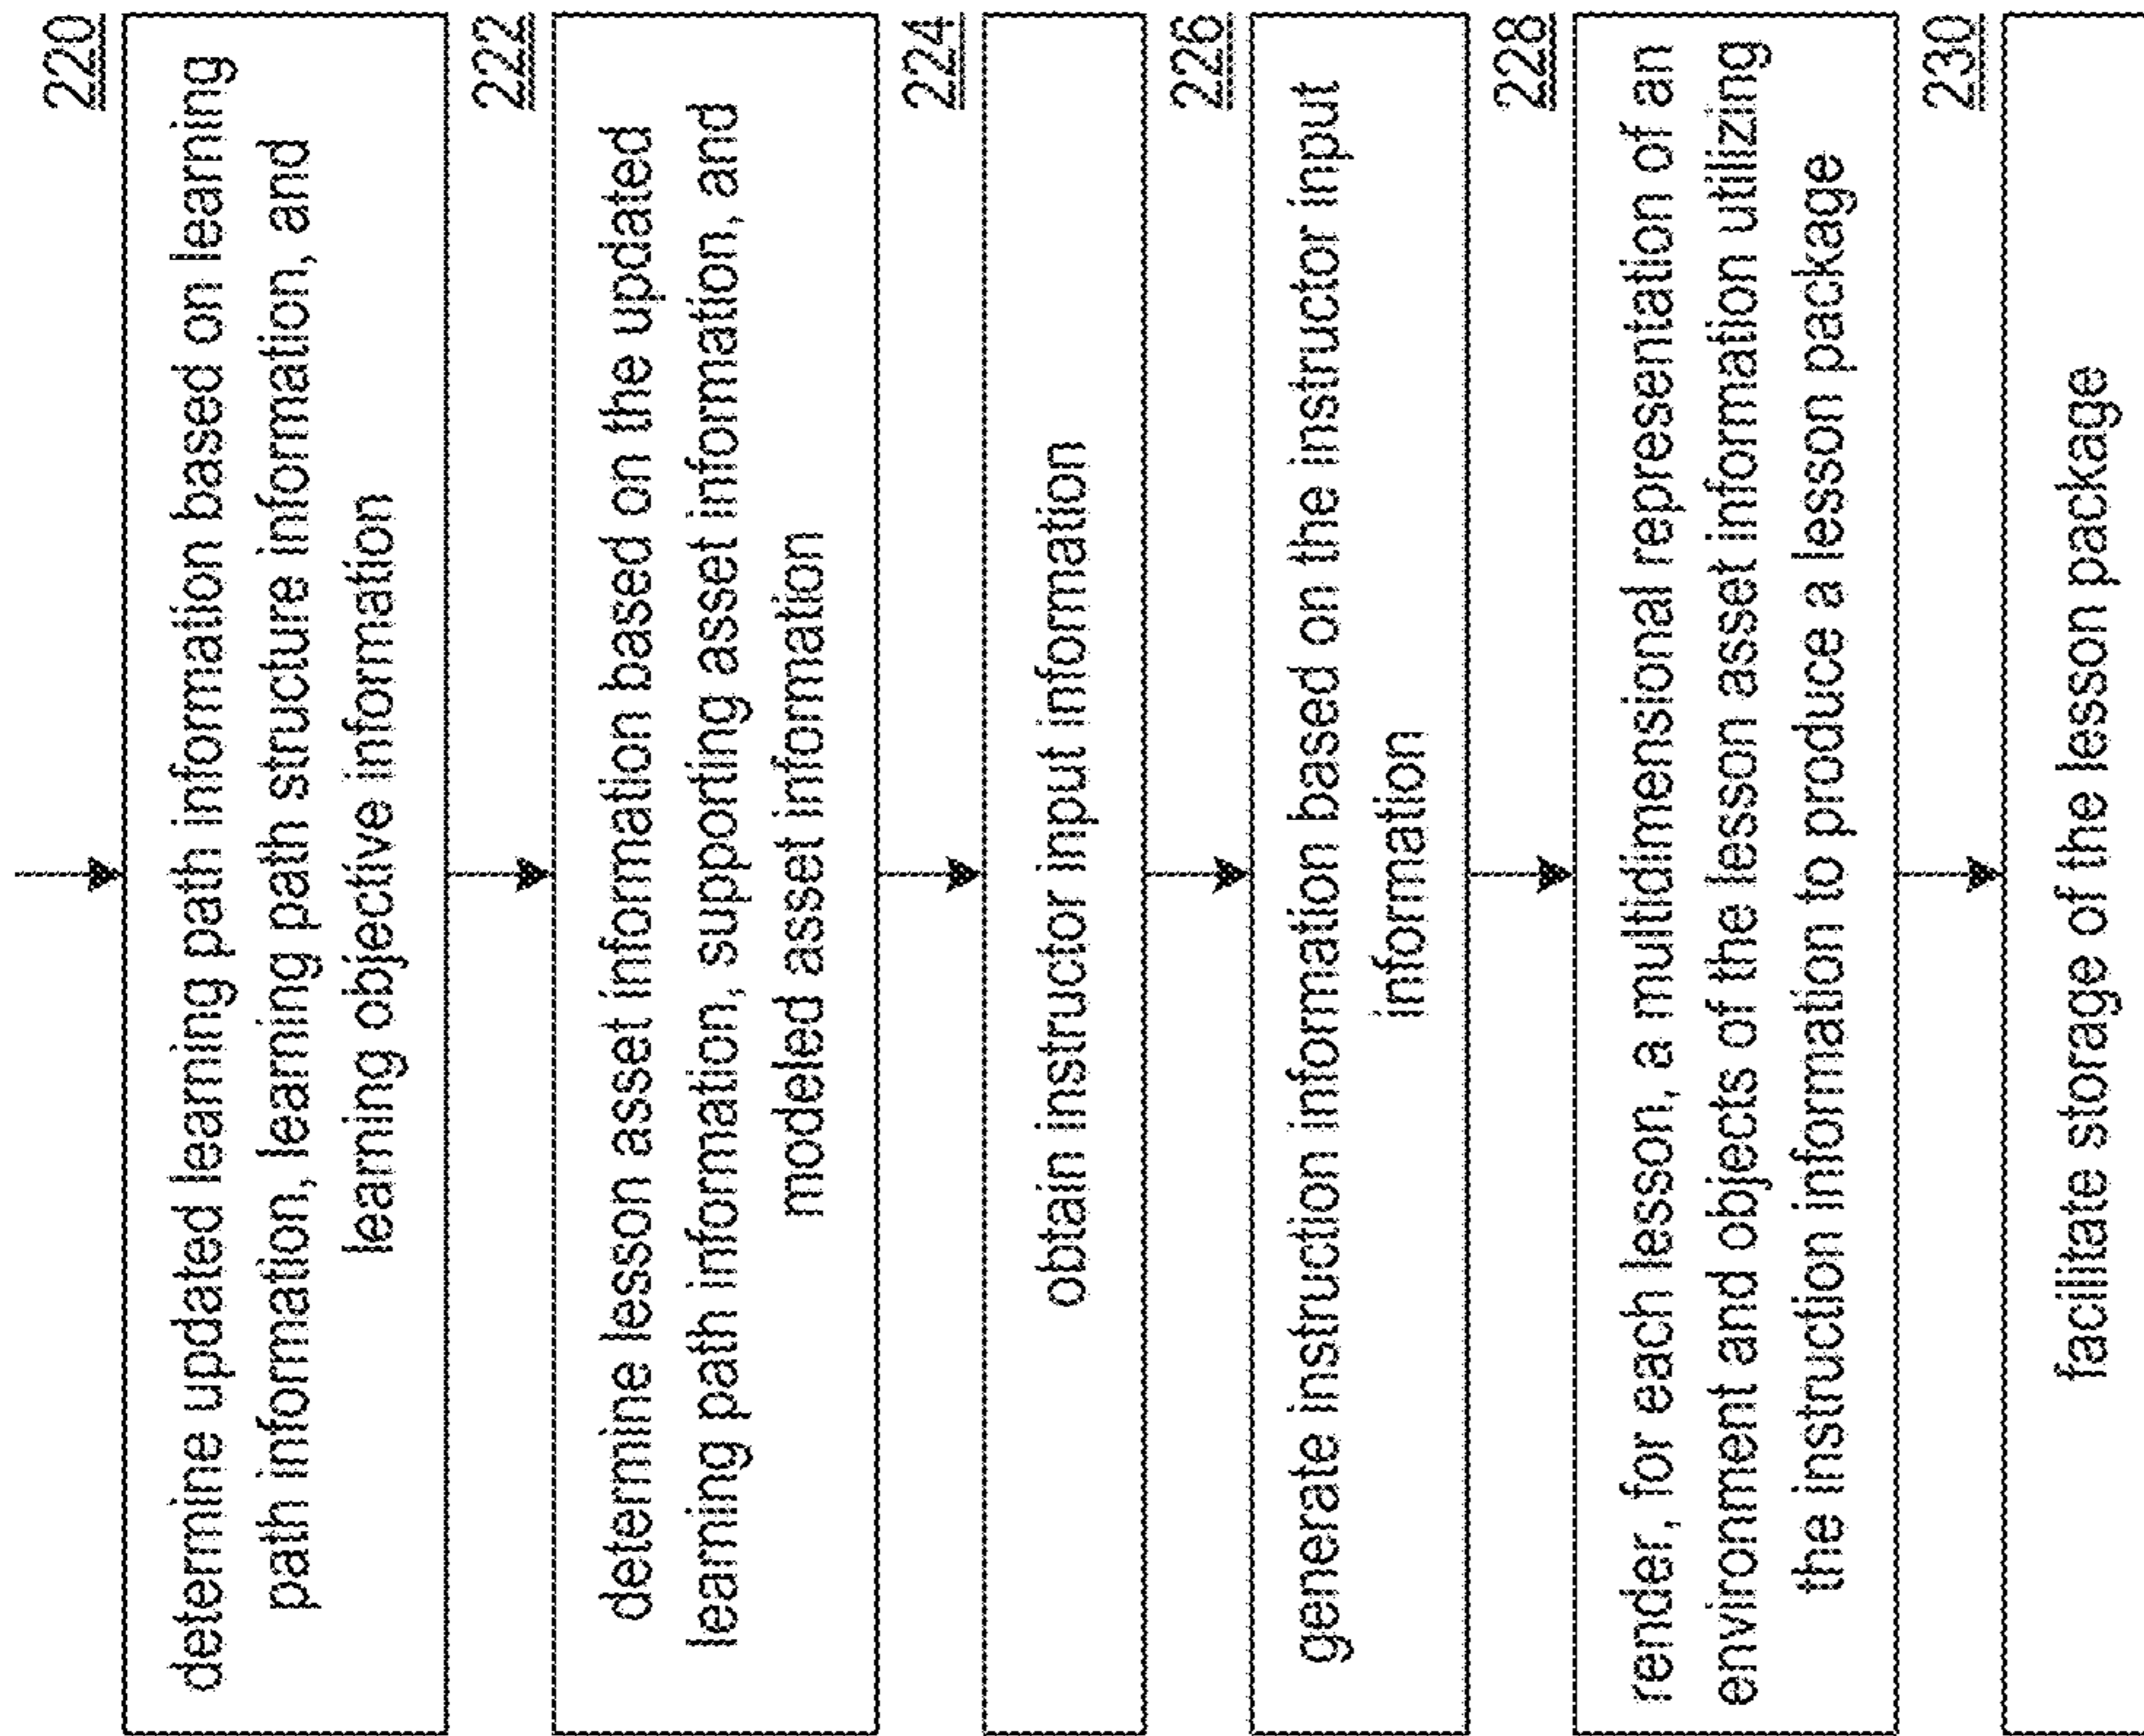 220
determine updated learning path information based on learning
path information, learning path structure information, and
learning objective information
222
determine lesson asset information based on the updated
learning path information, supporting asset information, and
modeled asset information
224
obtain instructor input information
226
generate instruction information based on the instructor input
information
228
render, for each lesson, a multidimensional representation of an
environment and objects of the lesson asset information utilizing
the instruction information to produce a lesson package
230
facilitate storage of the lesson package